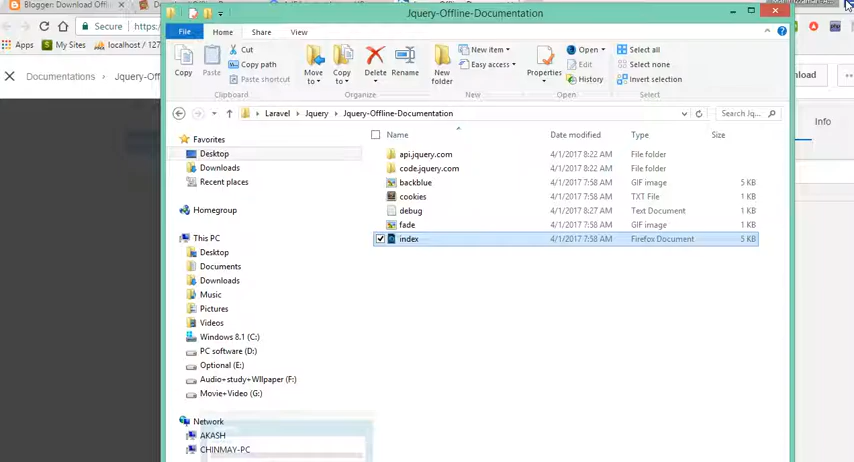 Blogger: Download Offl
Jquery-Offline-Documentation
Secure
https:/
Apps
My Sites
localhost / 127
Documentations
Jquery-Off
File
Home
Share
View
Copy
Paste
Cut
Copy path
Paste shortcut
Clipboard
Move to
Copy to
Delete
Rename
Organize
New folder
New item
Easy access
New
Properties
Open
Edit
History
Open
Select all
Select none
Invert selection
Select
load
Info
Laravel
Jquery
Jquery-Offline-Documentation
Search Jq...
Name
Date modified
Type
Size
api.jquery.com 4/1/2017 8:22 AM File folder
code.jquery.com 4/1/2017 8:22 AM File folder
backblue 4/1/2017 7:58 AM GIF image 5 KB
cookies 4/1/2017 7:58 AM TXT File 1 KB
debug 4/1/2017 8:27 AM Text Document 1 KB
fade 4/1/2017 7:58 AM GIF image 1 KB
index 4/1/2017 7:58 AM Firefox Document 5 KB
Favorites
Desktop
Downloads
Recent places
Homegroup
This PC
Desktop
Documents
Downloads
Music
Pictures
Videos
Windows 8.1 (C:)
PC software (D:)
Optional (E:)
Audio+study+Wllpaper (F:)
Movie+Video (G:)
Network
AKASH
CHINMAY-PC